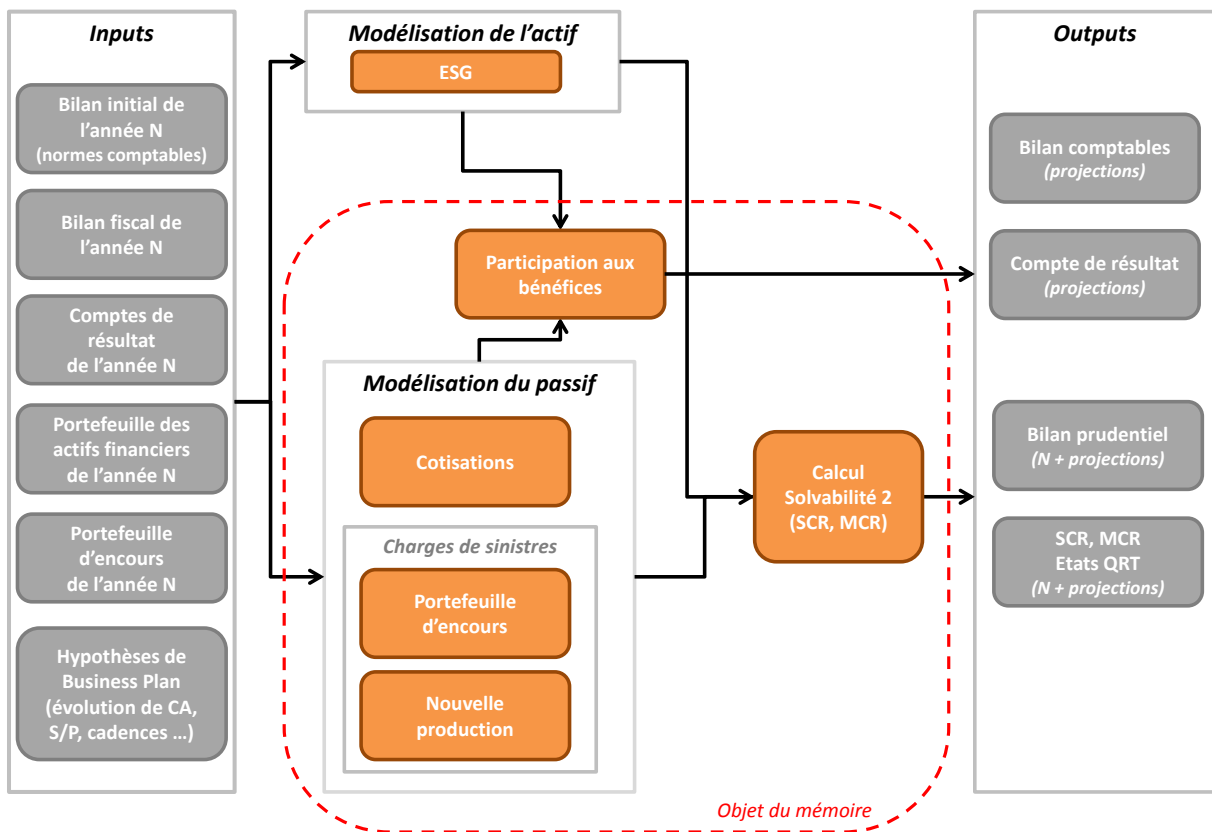 Inputs
Bilan initial de
l'année N
(normes comptables)
Bilan fiscal de
l'année N
Comptes de
résultat
de l'année N
Portefeuille des
actifs financiers
de l'année N
Portefeuille
d'encours
de l'année N
Hypothèses de
Business Plan
(évolution de CA,
S/P, cadences …)
Modélisation de l'actif
ESG
Participation aux
bénéfices
Modélisation du passif
Cotisations
Charges de sinistres
Portefeuille
d'encours
Nouvelle
production
Calcul
Solvabilité 2
(SCR, MCR)
Objet du mémoire
Outputs
Bilan comptables
(projections)
Compte de résultat
(projections)
Bilan prudentiel
(N + projections)
SCR, MCR
Etats QRT
(N + projections)